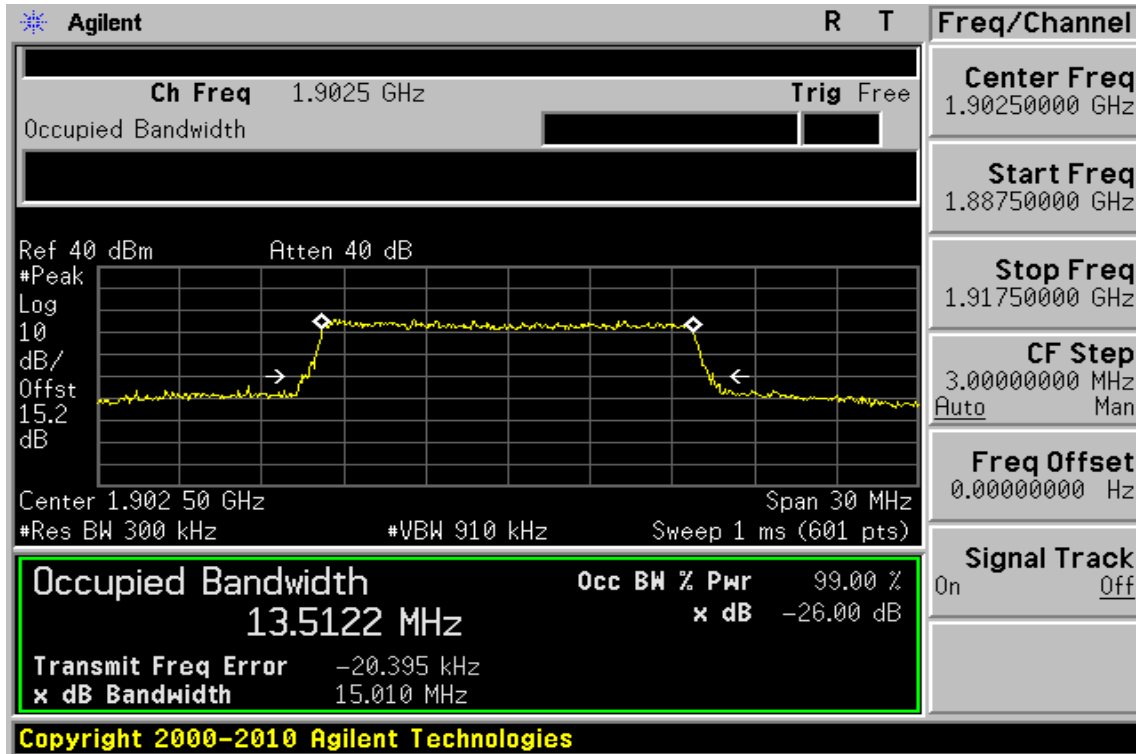 Agilent R T Freq/Channel
Ch Freq 1.9025 GHz Trig Free
Occupied Bandwidth
Center Freq
1.90250000 GHz
Start Freq
1.88750000 GHz
Stop Freq
1.91750000 GHz
CF Step
3.00000000 MHz
Auto Man
Freq Offset
0.00000000 Hz
Signal Track
On Off
Ref 40 dBm Atten 40 dB
#Peak
Log
10
dB/
Offst
15.2
dB
Center 1.902 50 GHz Span 30 MHz
#Res BW 300 kHz #VBW 910 kHz Sweep 1 ms (601 pts)
Occupied Bandwidth Occ BW % Pwr 99.00 %
13.5122 MHz x dB -26.00 dB
Transmit Freq Error -20.395 kHz
x dB Bandwidth 15.010 MHz
Copyright 2000-2010 Agilent Technologies